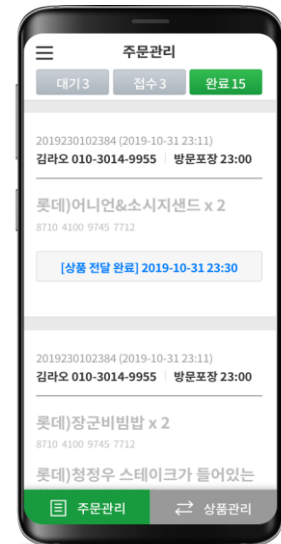 주문관리
대기 3 접수 3 완료 15
2019230102384 (2019-10-31 23:11)
김라오 010-3014-9955 방문포장 23:00
롯데)어니언&소시지샌드 x 2
8710 4100 9745 7712
[상품 전달 완료] 2019-10-31 23:30
2019230102384 (2019-10-31 23:11)
김라오 010-3014-9955 방문포장 23:00
롯데)장군비빔밥 x 2
8710 4100 9745 7712
롯데)청정우 스테이크가 들어있는
주문관리 상품관리